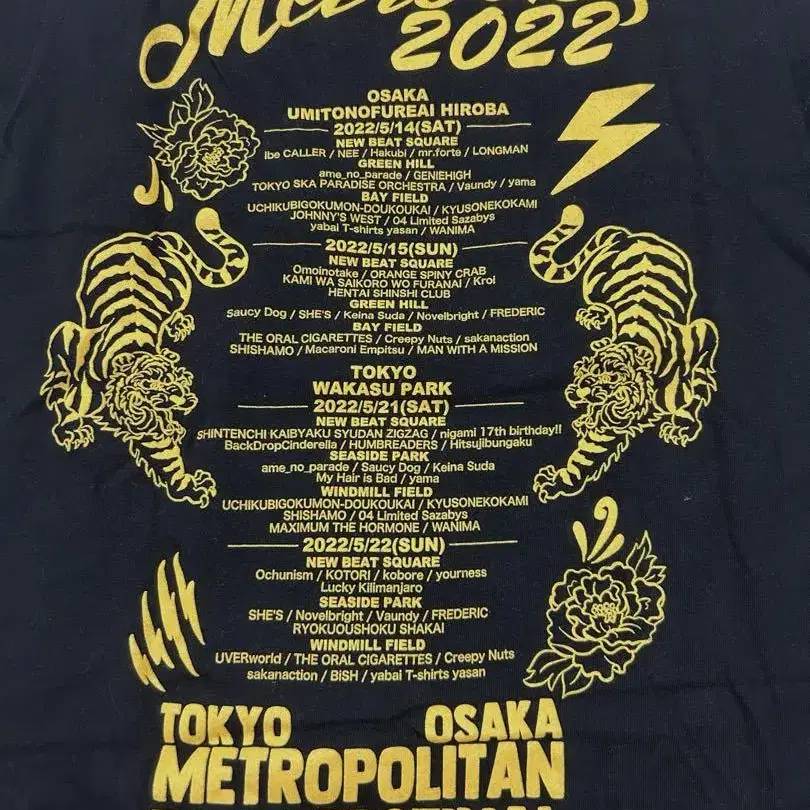 2022
OSAKA
UMITONOFUREAI HIROBA
2022/5/14(SAT)
NEW BEAT SQUARE
ibe CALLER / NEE / Hakubi / mr.forte / LONGMAN
GREEN HILL
ame_no_parade / GENIEHIGH
TOKYO SKA PARADISE ORCHESTRA / Vaundy / yama
BAY FIELD
UCHIKUBIGOKUMON-DOUKOUKAI / KYUSONEKOKAMI
JOHNNY'S WEST / 04 Limited Sazabys
yabai T-shirts yasan / WANIMA
2022/5/15(SUN)
NEW BEAT SQUARE
Omoinotake / ORANGE SPINY CRAB
KAMI WA SAIKORO WO FURANAI / Kroi
HENTAI SHINSHI CLUB
GREEN HILL
Saucy Dog / SHE'S / Keina Suda / Novelbright / FREDERIC
BAY FIELD
THE ORAL CIGARETTES / Creepy Nuts / sakanaction
SHISHAMO / Macaroni Empitsu / MAN WITH A MISSION
TOKYO
WAKASU PARK
2022/5/21(SAT)
NEW BEAT SQUARE
SHINTENCHI KAIBYAKU SYUDAN ZIGZAG / nigami 17th birthday!!
BackDropCinderella / HUMBREADERS / Hitsujibungaku
SEASIDE PARK
ame_no_parade / Saucy Dog / Keina Suda
My Hair is Bad / yama
WINDMILL FIELD
UCHIKUBIGOKUMON-DOUKOUKAI / KYUSONEKOKAMI
SHISHAMO / 04 Limited Sazabys
MAXIMUM THE HORMONE / WANIMA
2022/5/22(SUN)
NEW BEAT SQUARE
Ochunism / KOTORI / kobore / yourness
Lucky Kilimanjaro
SEASIDE PARK
SHE'S / Novelbright / Vaundy / FREDERIC
RYOKUOUSHOKU SHAKAI
WINDMILL FIELD
UVERworld / THE ORAL CIGARETTES / Creepy Nuts
sakanaction / BiSH / yabai T-shirts yasan
TOKYO OSAKA
METROPOLITAN